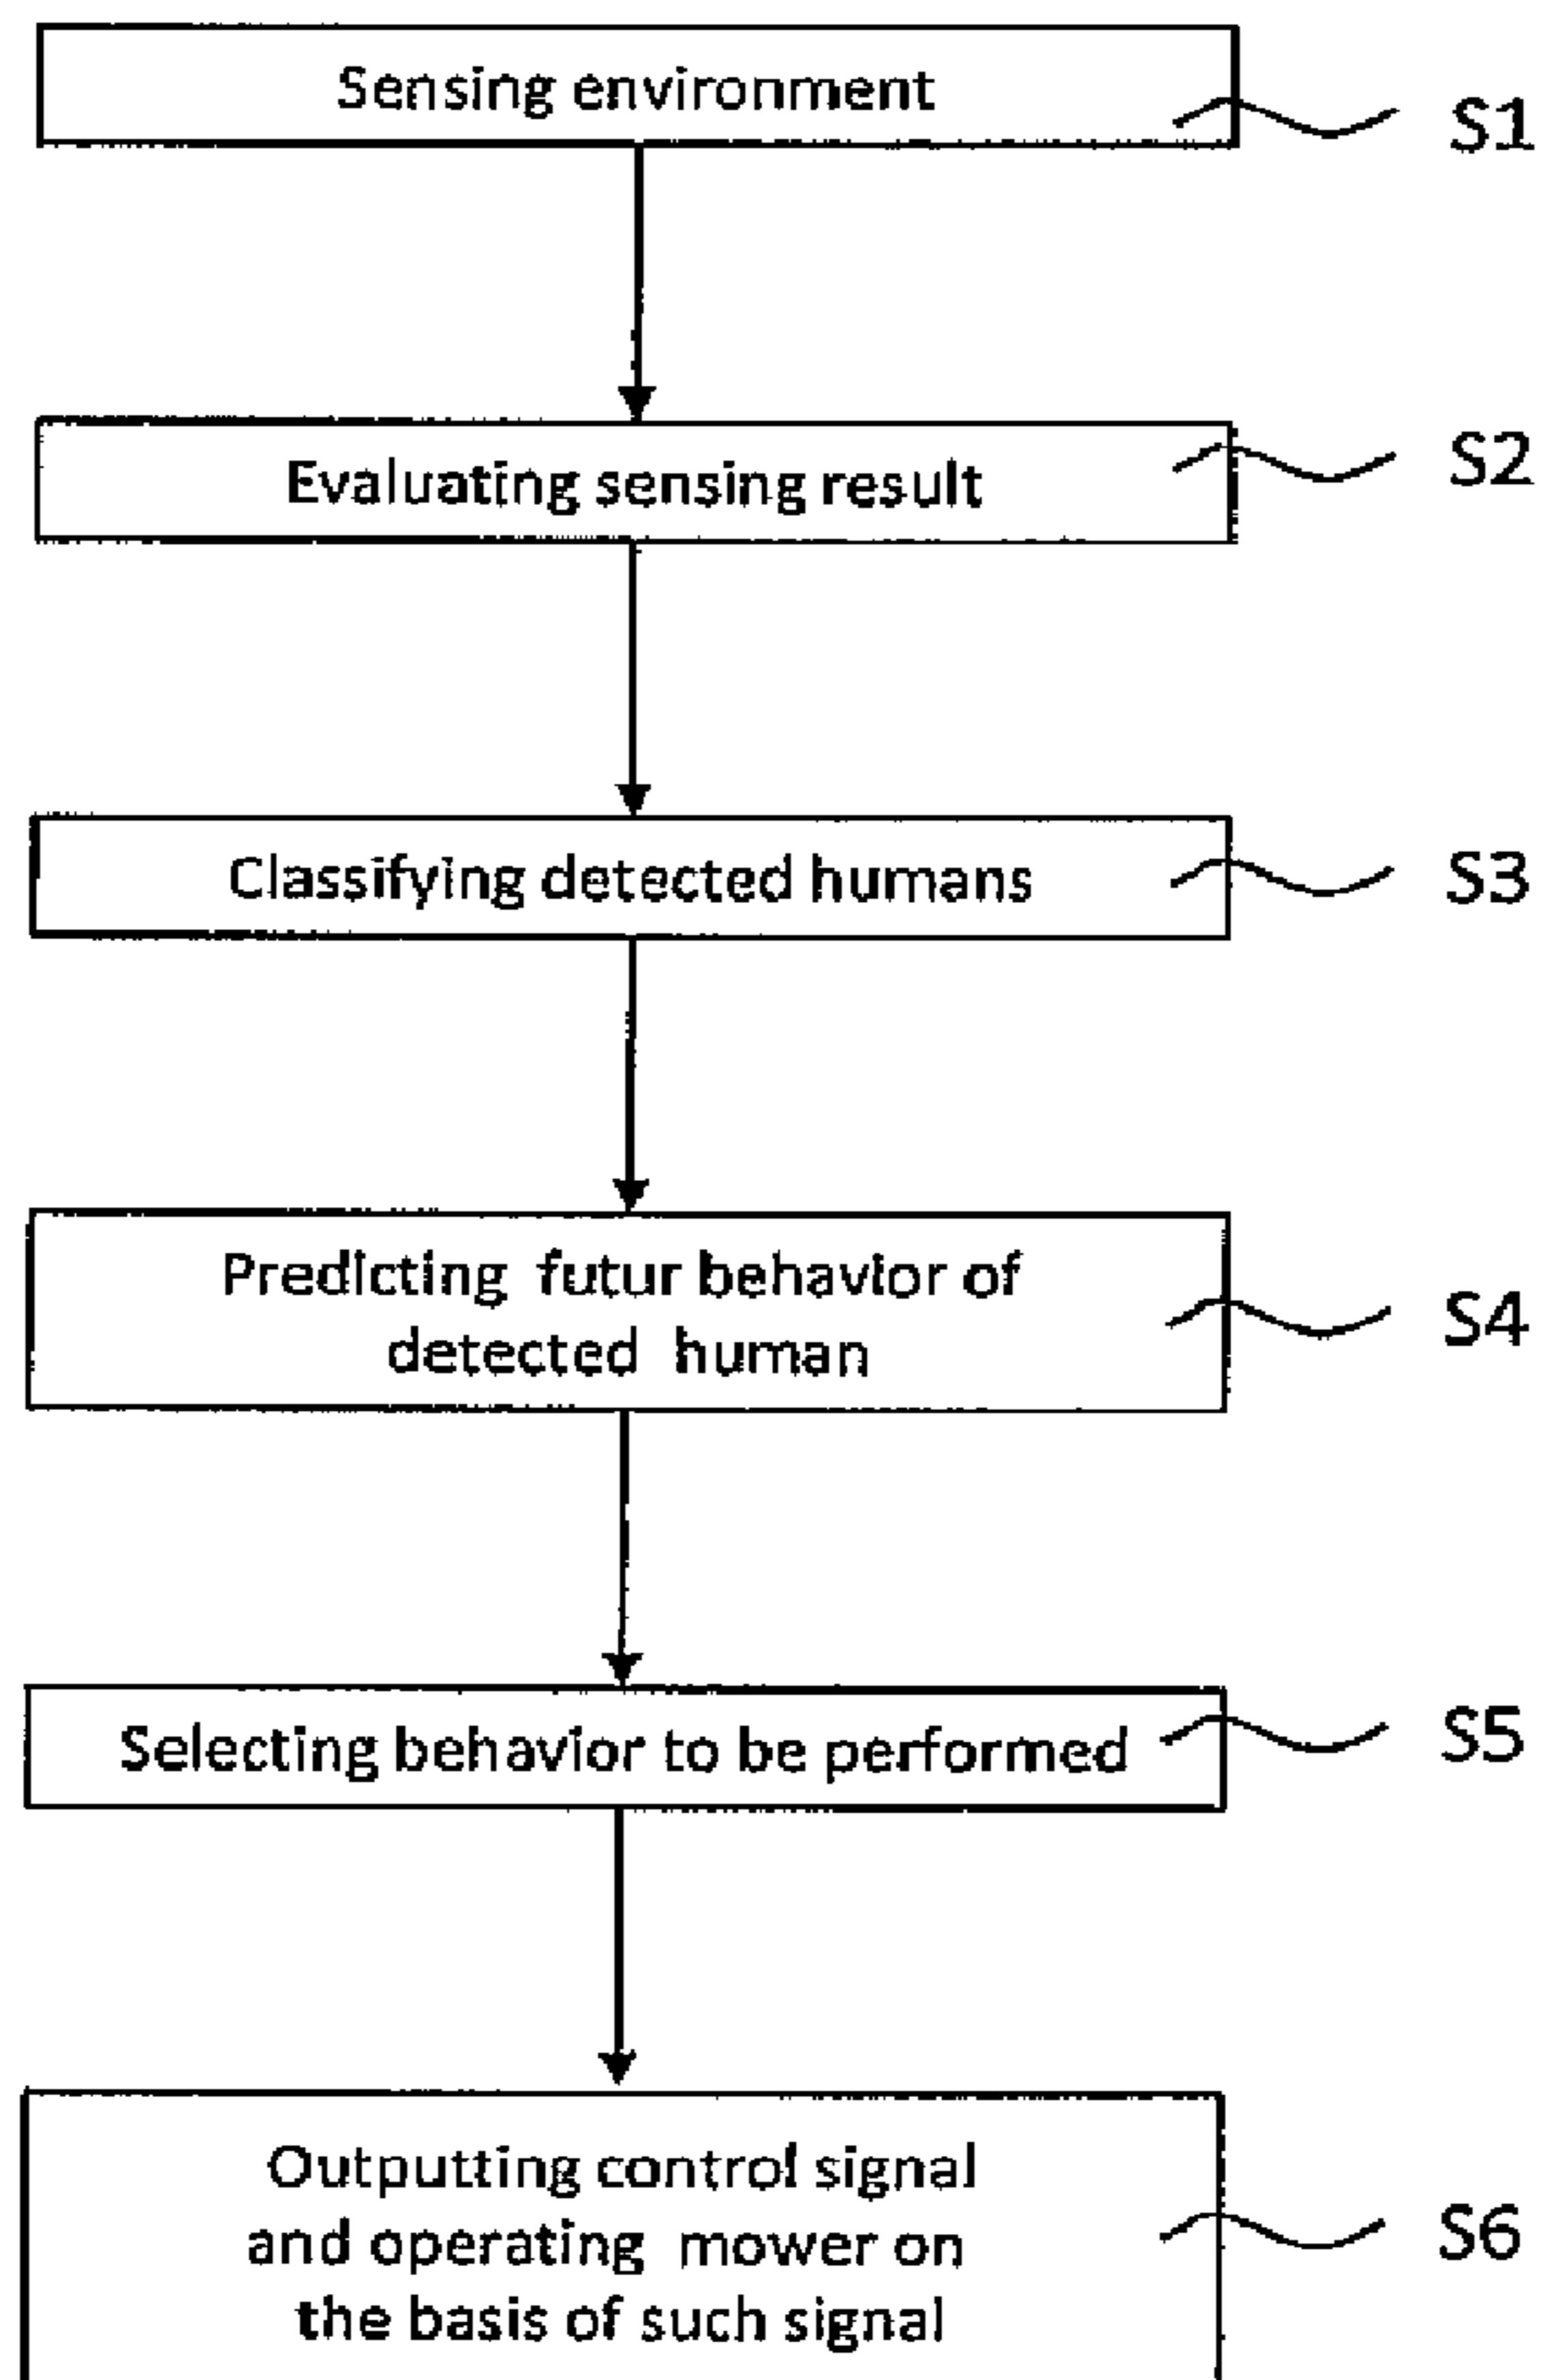 Sensing environment
S1
Evaluating sensing result
S2
Classifying detected humans
S3
Predicting futur behavior of
detected human
S4
Selecting behavior to be performed
S5
Outputting control signal
and operating mower on
the basis of such signal
S6